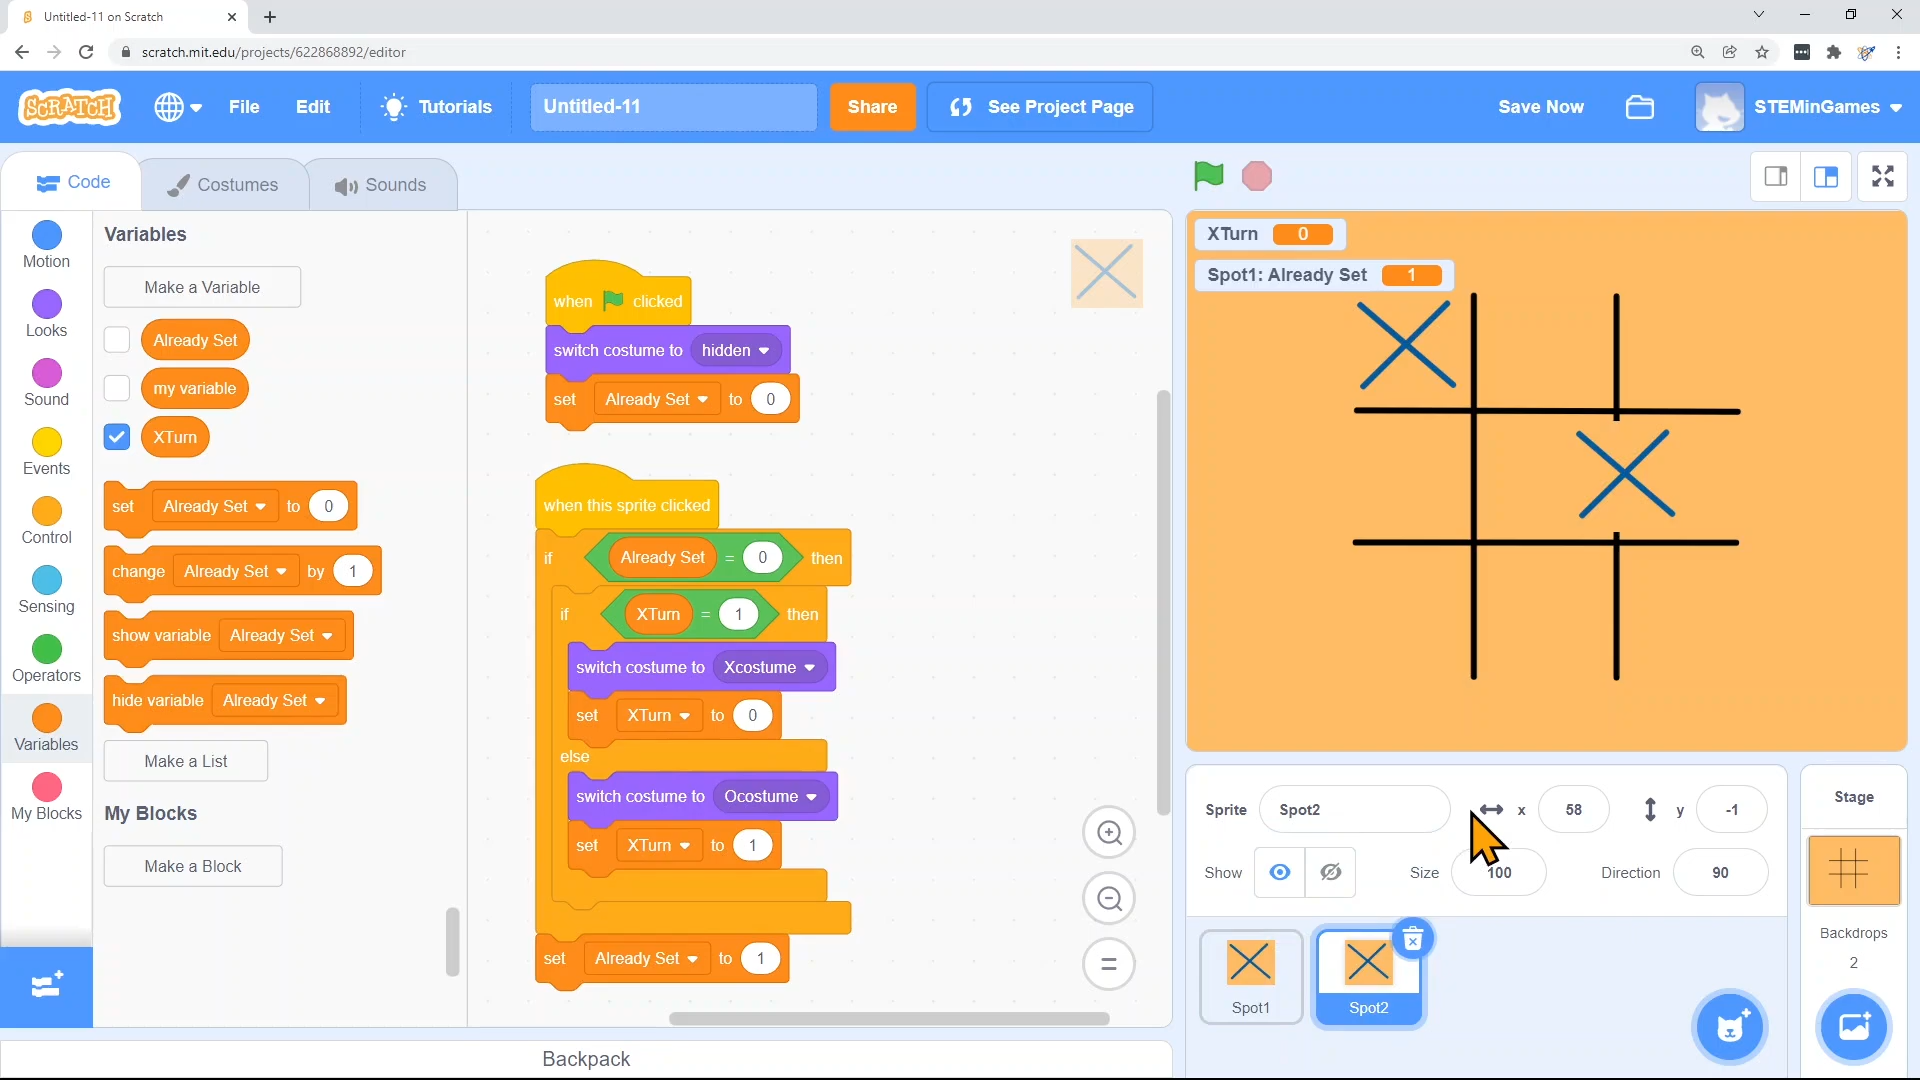 Untitled-11 on Scratch
scratch.mit.edu/projects/622868892/editor
SCRATCH
File
Edit
Tutorials
Untitled-11
Share
See Project Page
Save Now
STEMinGames
Code
Costumes
Sounds
Motion
Looks
Sound
Events
Control
Sensing
Operators
Variables
My Blocks
Variables
Make a Variable
Already Set
my variable
XTurn
set Already Set to 0
change Already Set by 1
show variable Already Set
hide variable Already Set
Make a List
My Blocks
Make a Block
when clicked
switch costume to hidden
set Already Set to 0
when this sprite clicked
if Already Set = 0 then
if XTurn = 1 then
switch costume to Xcostume
set XTurn to 0
else
switch costume to Ocostume
set XTurn to 1
set Already Set to 1
Backpack
XTurn 0
Spot1: Already Set 1
Sprite Spot2 x 58 y -1
Show Size 100 Direction 90
Spot1
Spot2
Stage
Backdrops
2